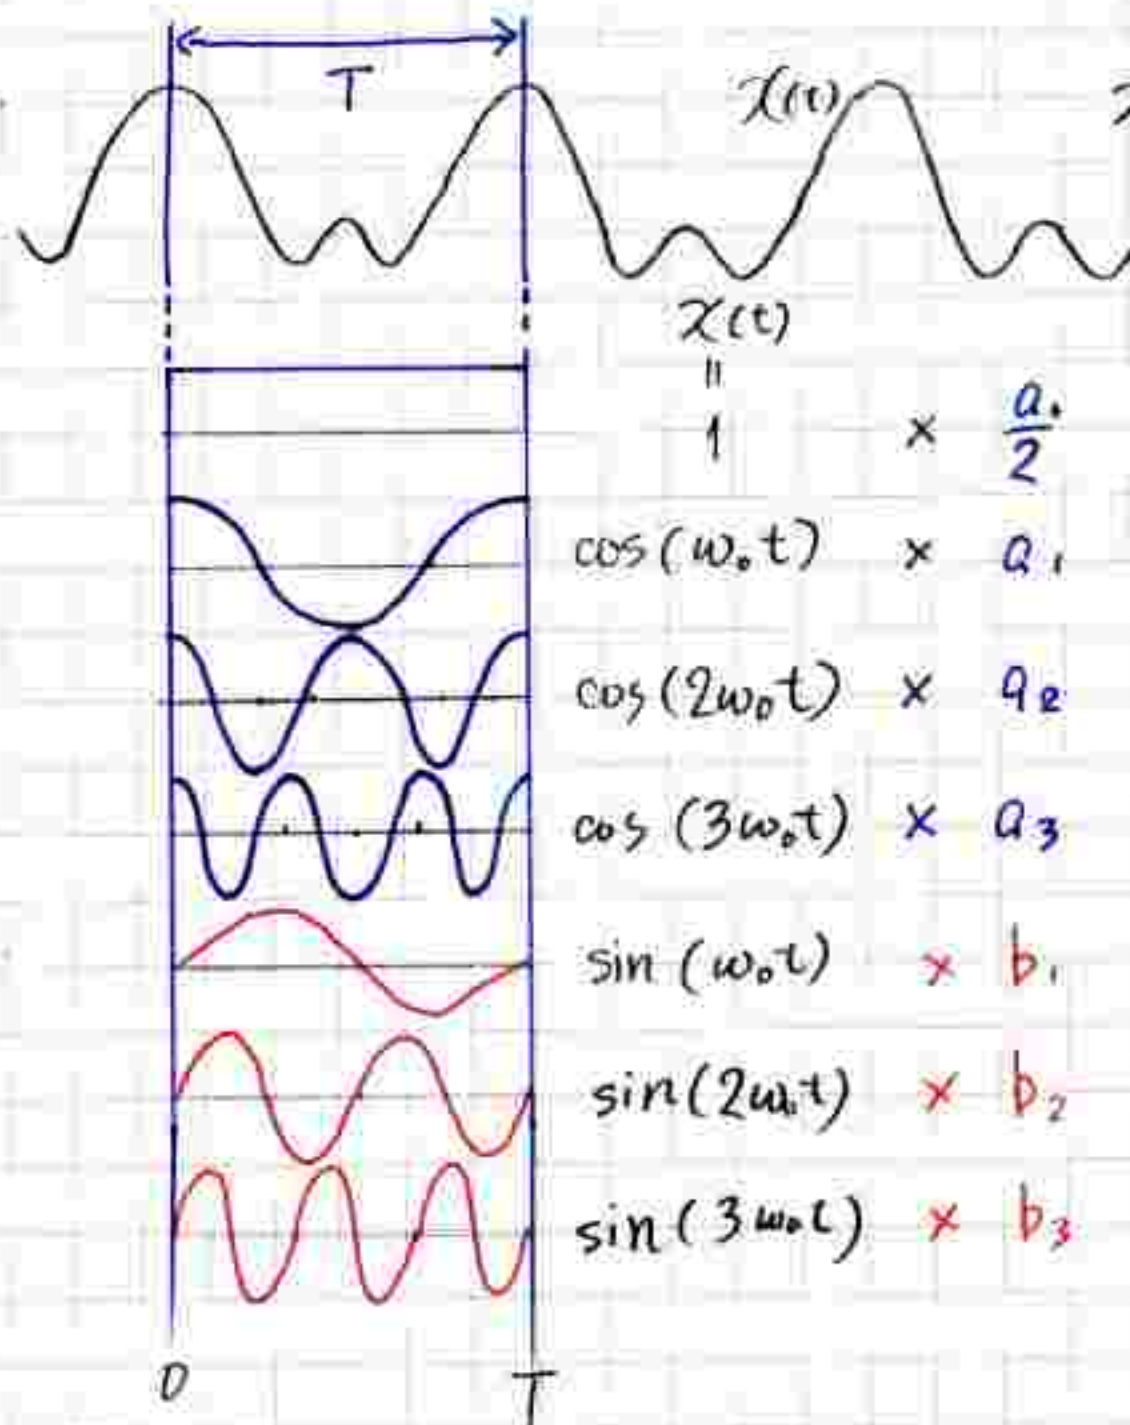 T
x(t)
x(t)
=
1 × a₀/2
cos(ω₀t) × a₁
cos(2ω₀t) × a₂
cos(3ω₀t) × a₃
sin(ω₀t) × b₁
sin(2ω₀t) × b₂
sin(3ω₀t) × b₃
0 T